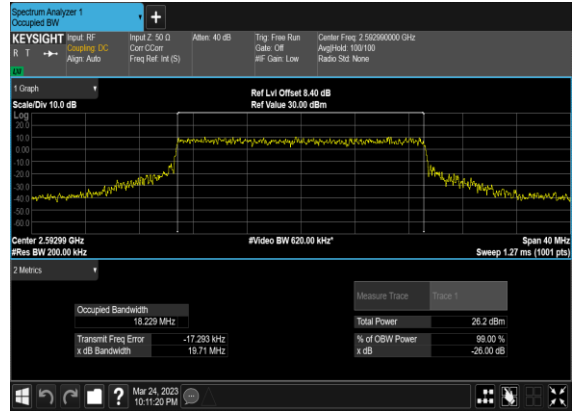 Spectrum Analyzer 1
Occupied BW
KEYSIGHT
R T
LW
Input: RF
Coupling: DC
Align: Auto
Input Z: 50 Ω
Corr CCorr
Freq Ref: Int (S)
Atten: 40 dB
Trig: Free Run
Gate: Off
#IF Gain: Low
Center Freq: 2.592990000 GHz
Avg|Hold: 100/100
Radio Std: None
1 Graph
Scale/Div 10.0 dB
Ref Lvl Offset 8.40 dB
Ref Value 30.00 dBm
Log
20.0
10.0
0.00
-10.0
-20.0
-30.0
-40.0
-50.0
-60.0
Center 2.59299 GHz
#Res BW 200.00 kHz
#Video BW 620.00 kHz*
Span 40 MHz
Sweep 1.27 ms (1001 pts)
2 Metrics
Measure Trace
Trace 1
Occupied Bandwidth
18.229 MHz
Total Power 26.2 dBm
Transmit Freq Error -17.293 kHz
% of OBW Power 99.00 %
x dB Bandwidth 19.71 MHz
x dB -26.00 dB
?
Mar 24, 2023
10:11:20 PM